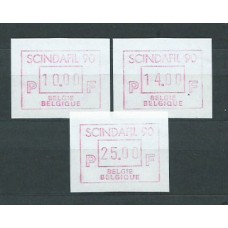 SCINDAFIL 90
P 10.00 F
BELGIE
BELGIQUE
SCINDAFIL 90
P 14.00 F
BELGIE
BELGIQUE
SCINDAFIL 90
P 25.00 F
BELGIE
BELGIQUE